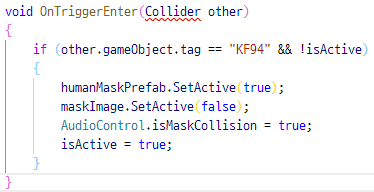 void OnTriggerEnter(Collider other)
{
if (other.gameObject.tag == "KF94" && !isActive)
{
humanMaskPrefab.SetActive(true);
maskImage.SetActive(false);
AudioControl.isMaskCollision = true;
isActive = true;
}
}